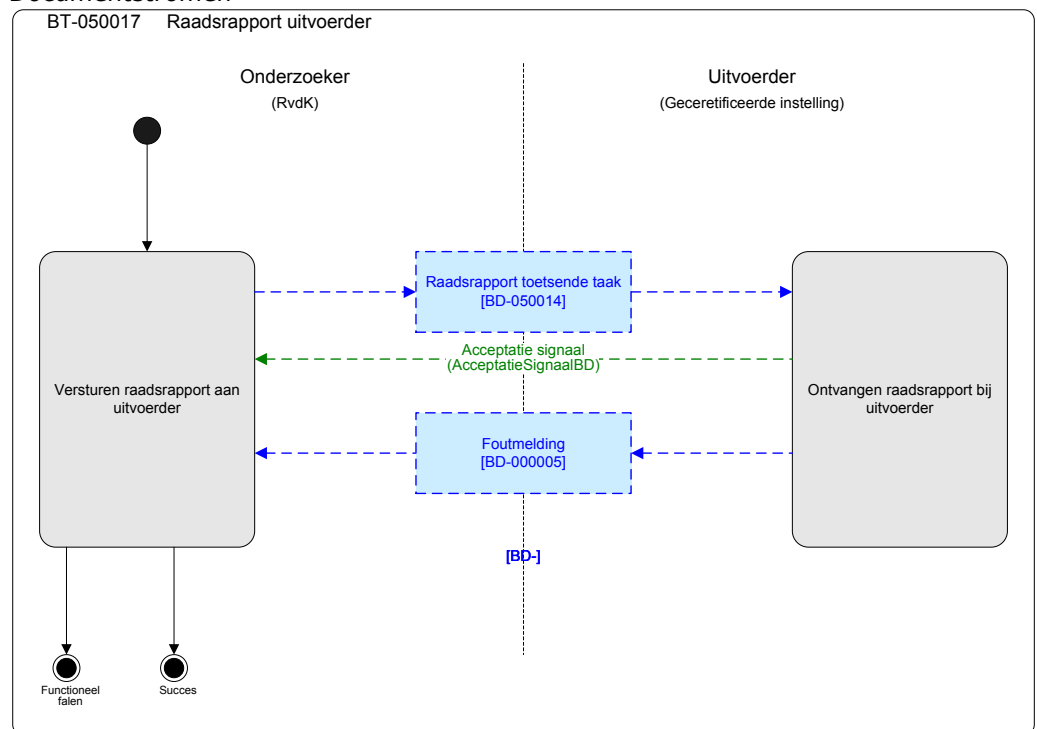 Documentstromen
BT-050017 Raadsrapport uitvoerder
Onderzoeker
(RvdK)
Uitvoerder
(Geceretificeerde instelling)
Raadsrapport toetsende taak
[BD-050014]
Acceptatie signaal
(AcceptatieSignaalBD)
Versturen raadsrapport aan
uitvoerder
Ontvangen raadsrapport bij
uitvoerder
Foutmelding
[BD-000005]
[BD-]
Functioneel
falen
Succes